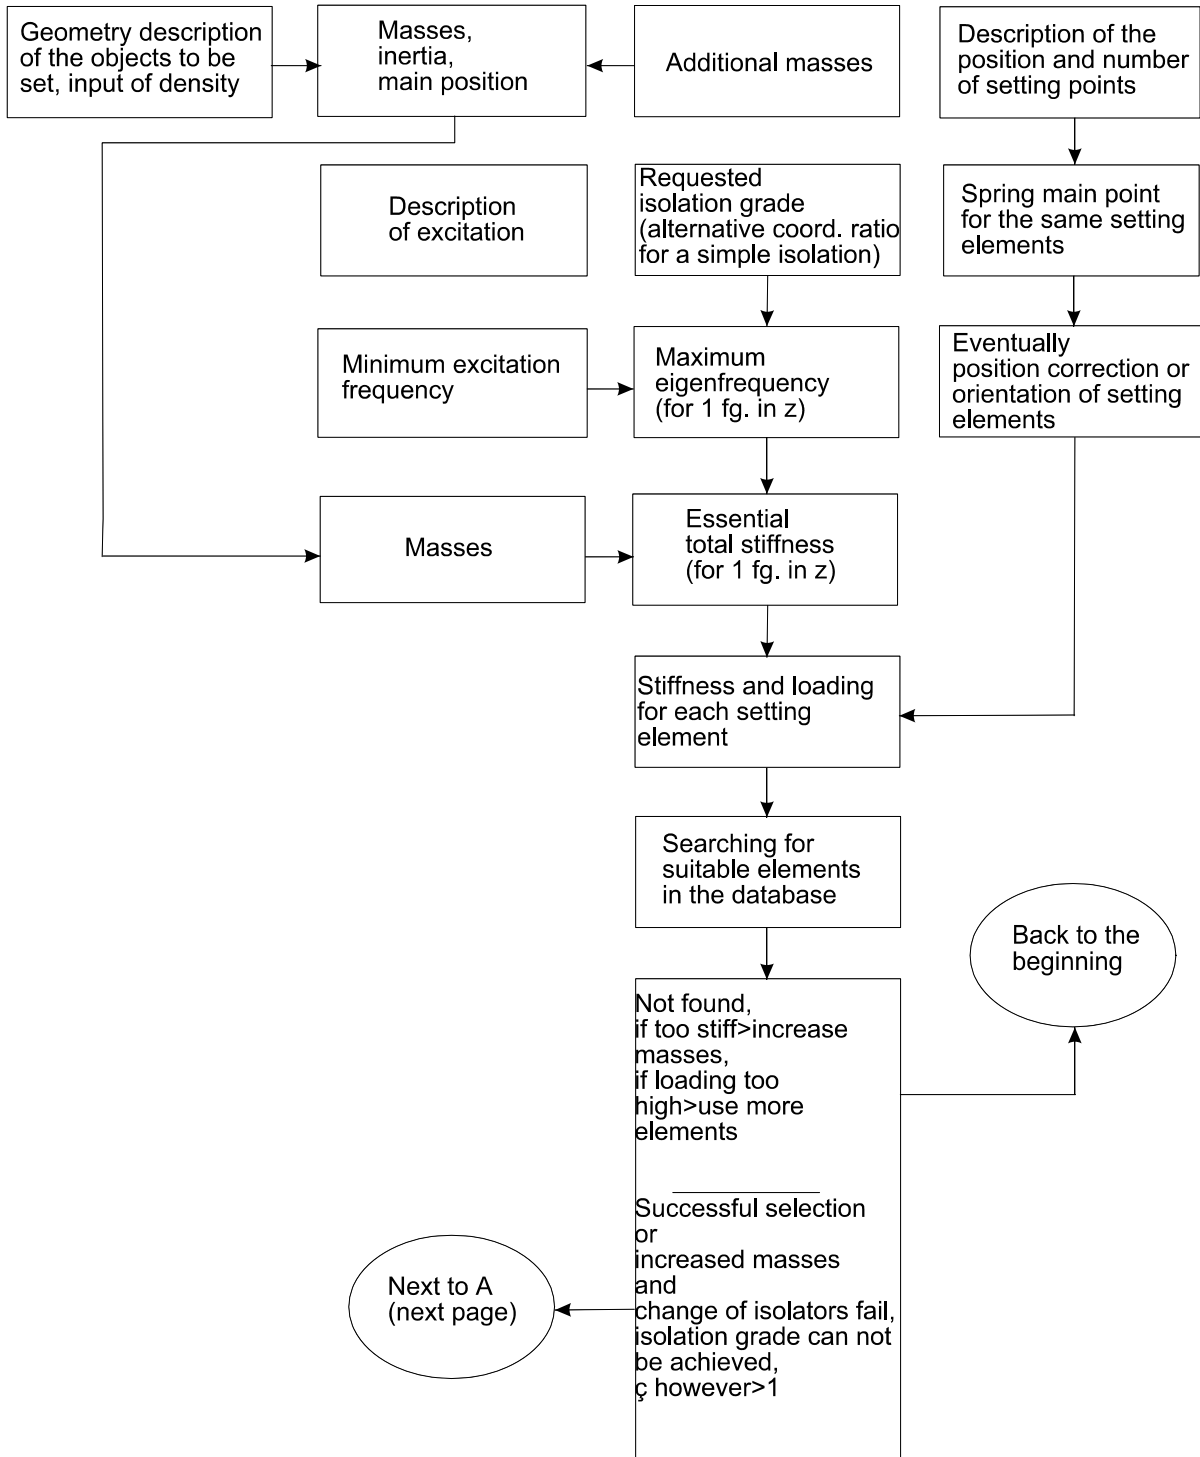 Geometry description
of the objects to be
set, input of density
Masses,
inertia,
main position
Additional masses
Description of the
position and number
of setting points
Description
of excitation
Requested
isolation grade
(alternative coord. ratio
for a simple isolation)
Spring main point
for the same setting
elements
Minimum excitation
frequency
Maximum
eigenfrequency
(for 1 fg. in z)
Eventually
position correction or
orientation of setting
elements
Masses
Essential
total stiffness
(for 1 fg. in z)
Stiffness and loading
for each setting
element
Searching for
suitable elements
in the database
Back to the
beginning
Not found,
if too stiff>increase
masses,
if loading too
high>use more
elements
Successful selection
or
increased masses
and
change of isolators fail,
isolation grade can not
be achieved,
ç however>1
Next to A
(next page)